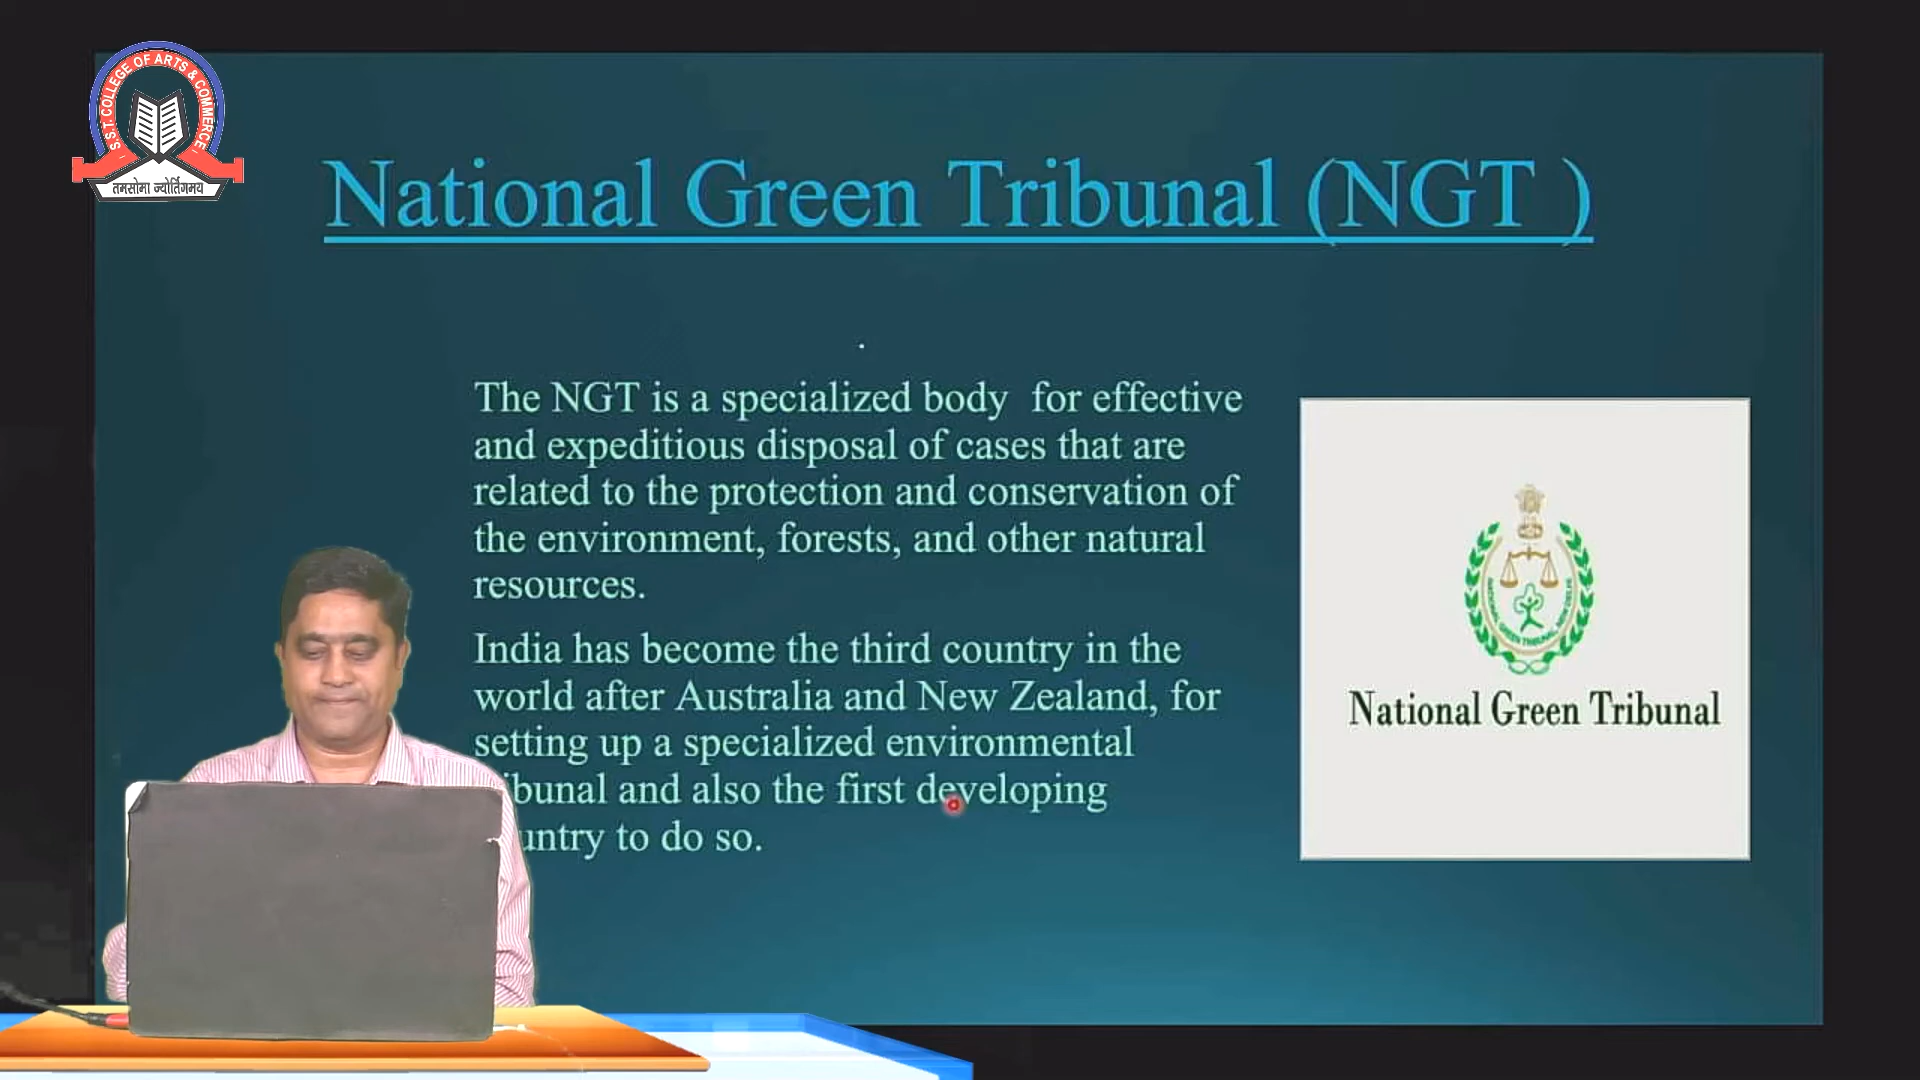 S.S.T. COLLEGE OF ARTS & COMMERCE
तमसोमा ज्योर्तिगमय
National Green Tribunal (NGT )
The NGT is a specialized body for effective
and expeditious disposal of cases that are
related to the protection and conservation of
the environment, forests, and other natural
resources.
India has become the third country in the
world after Australia and New Zealand, for
setting up a specialized environmental
and also the first developing
to do so.
NATIONAL GREEN TRIBUNAL
National Green Tribunal